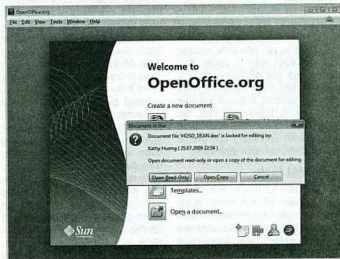 OpenOffice.org
File Edit View Tools Window Help
Welcome to
OpenOffice.org
Create a new document
Document in Use
Document file 'HOSO_DEAN.doc' is locked for editing by:
Kathy Huong ( 25.07.2009 22:54 )
Open document read-only or open a copy of the document for editing.
Open Read-Only
Open Copy
Cancel
Templates...
Open a document...
Sun